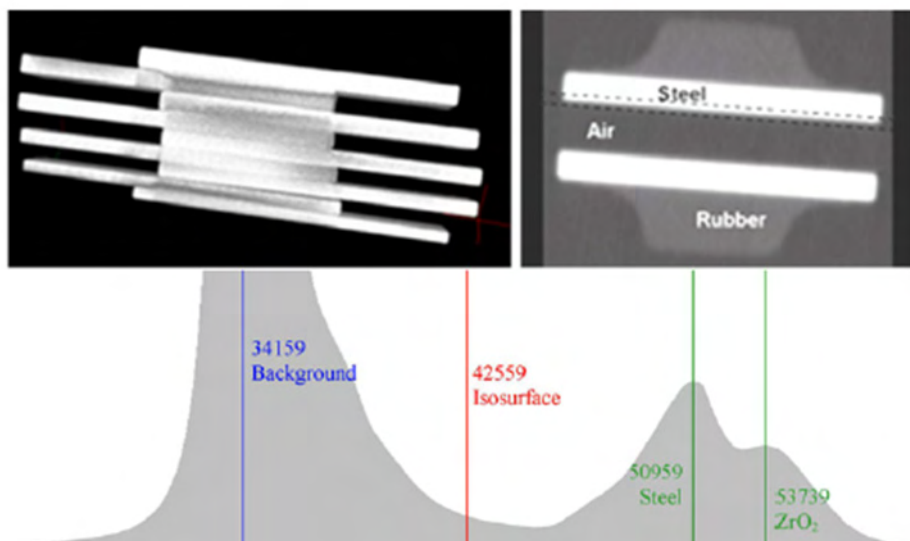 Steel
Air
Rubber
34159
Background
42559
Isosurface
50959
Steel
53739
ZrO₂